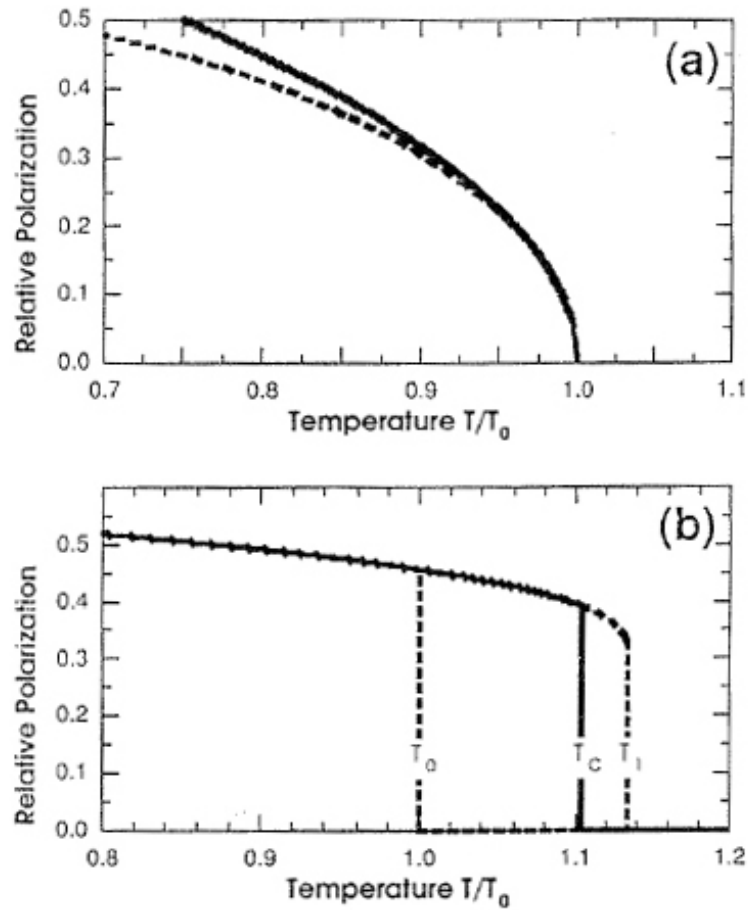 (a)
Relative Polarization
0.5
0.4
0.3
0.2
0.1
0.0
0.7 0.8 0.9 1.0 1.1
Temperature T/T₀
(b)
Relative Polarization
0.5
0.4
0.3
0.2
0.1
0.0
T₀ T_C T₁
0.8 0.9 1.0 1.1 1.2
Temperature T/T₀